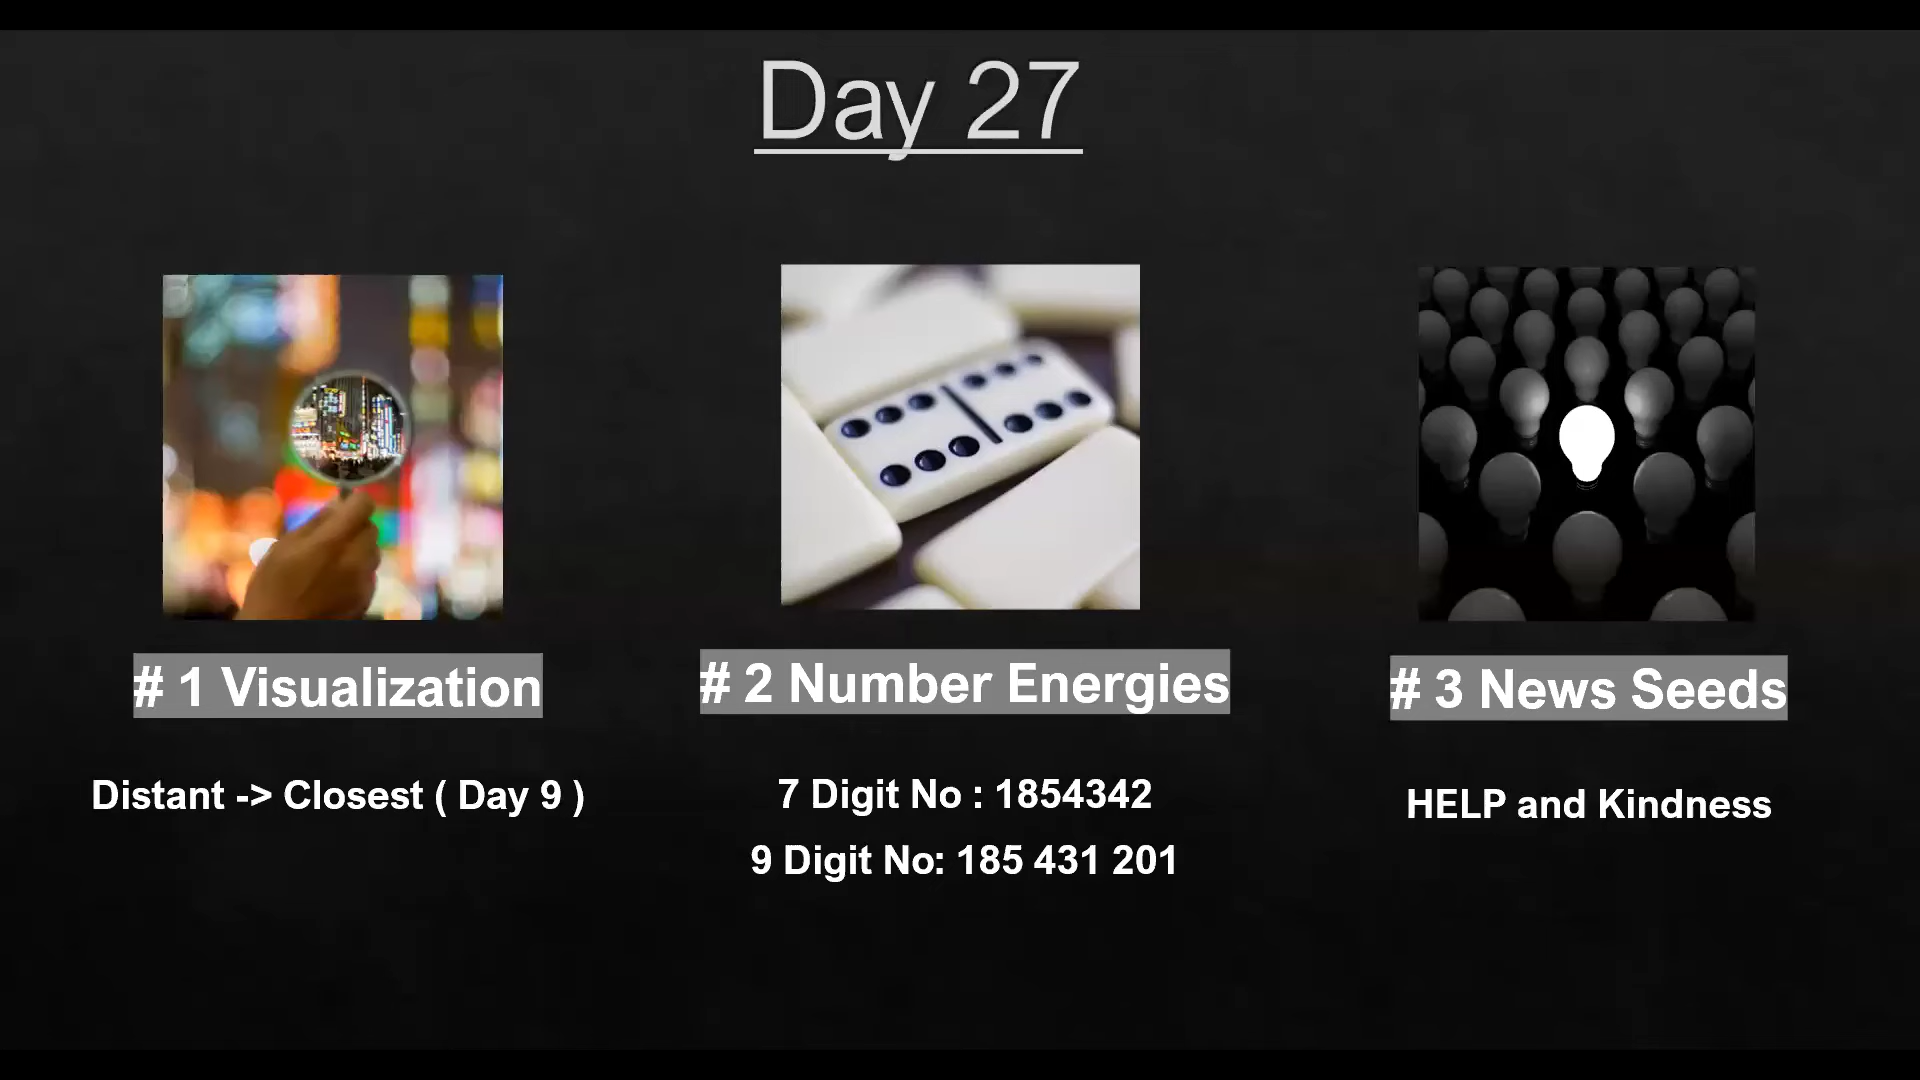 Day 27
# 1 Visualization
Distant -> Closest ( Day 9 )
# 2 Number Energies
7 Digit No : 1854342
9 Digit No: 185 431 201
# 3 News Seeds
HELP and Kindness